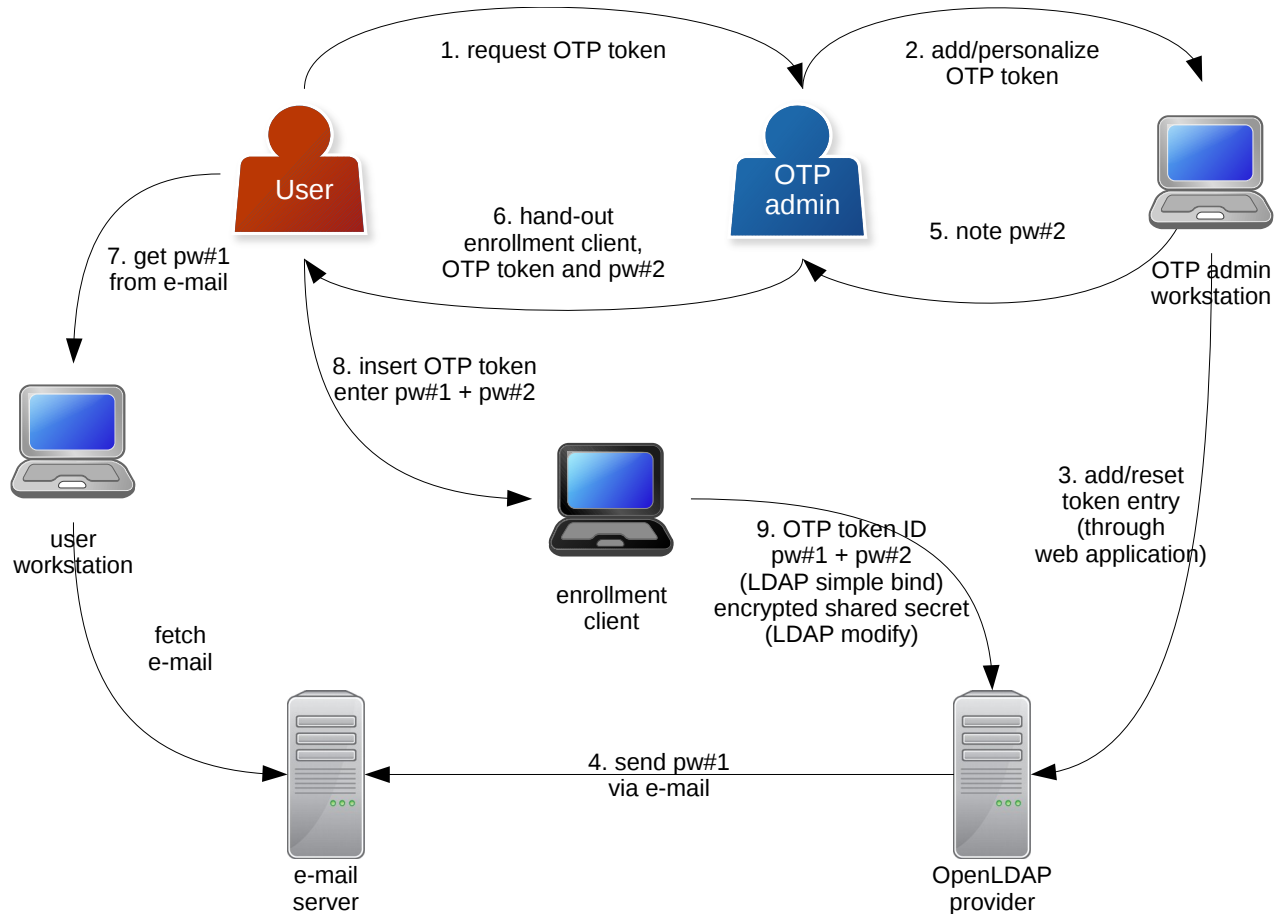 1. request OTP token
2. add/personalize
OTP token
User
OTP
admin
6. hand-out
enrollment client,
OTP token and pw#2
5. note pw#2
7. get pw#1
from e-mail
OTP admin
workstation
8. insert OTP token
enter pw#1 + pw#2
3. add/reset
token entry
(through
web application)
9. OTP token ID
pw#1 + pw#2
(LDAP simple bind)
encrypted shared secret
(LDAP modify)
user
workstation
enrollment
client
fetch
e-mail
4. send pw#1
via e-mail
e-mail
server
OpenLDAP
provider